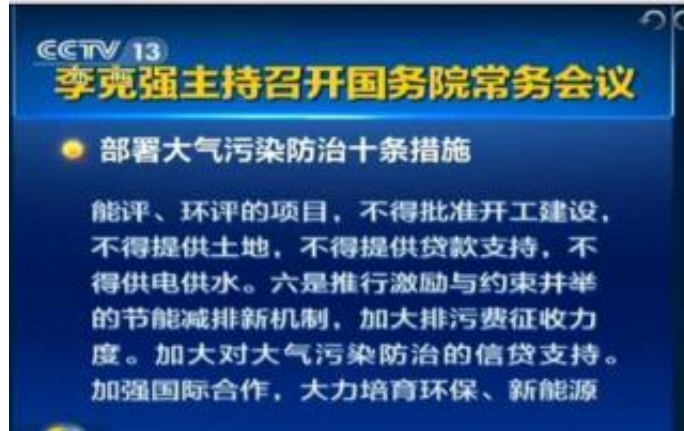 CCTV 13
李克强主持召开国务院常务会议
部署大气污染防治十条措施
能评、环评的项目，不得批准开工建设，
不得提供土地，不得提供贷款支持，不
得供电供水。六是推行激励与约束并举
的节能减排新机制，加大排污费征收力
度。加大对大气污染防治的信贷支持。
加强国际合作，大力培育环保、新能源